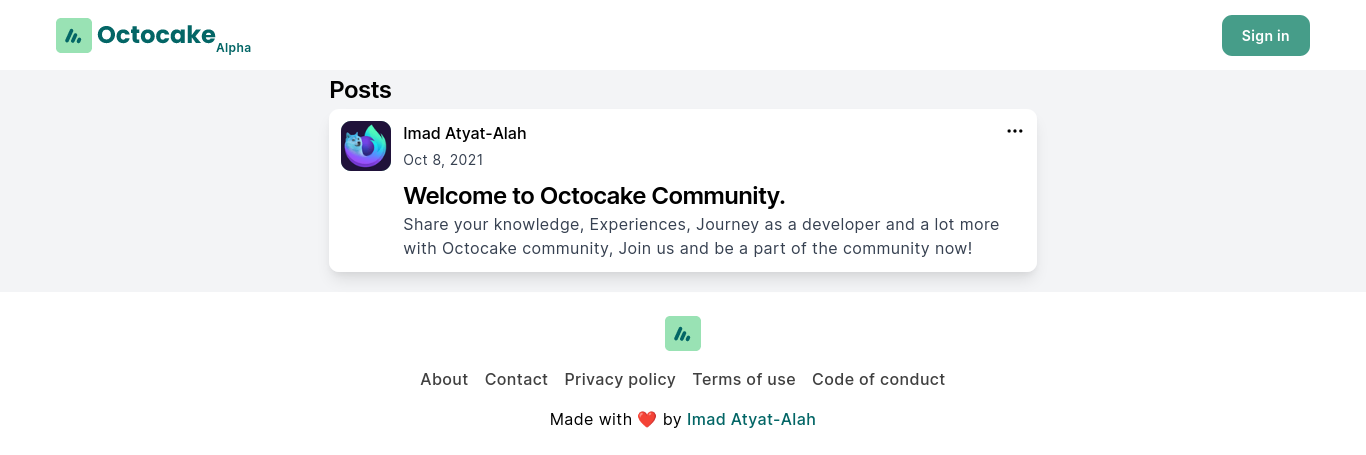 Octocake
Alpha
Sign in
Posts
Imad Atyat-Alah
Oct 8, 2021
Welcome to Octocake Community.
Share your knowledge, Experiences, Journey as a developer and a lot more
with Octocake community, Join us and be a part of the community now!
About Contact Privacy policy Terms of use Code of conduct
Made with ❤️ by Imad Atyat-Alah